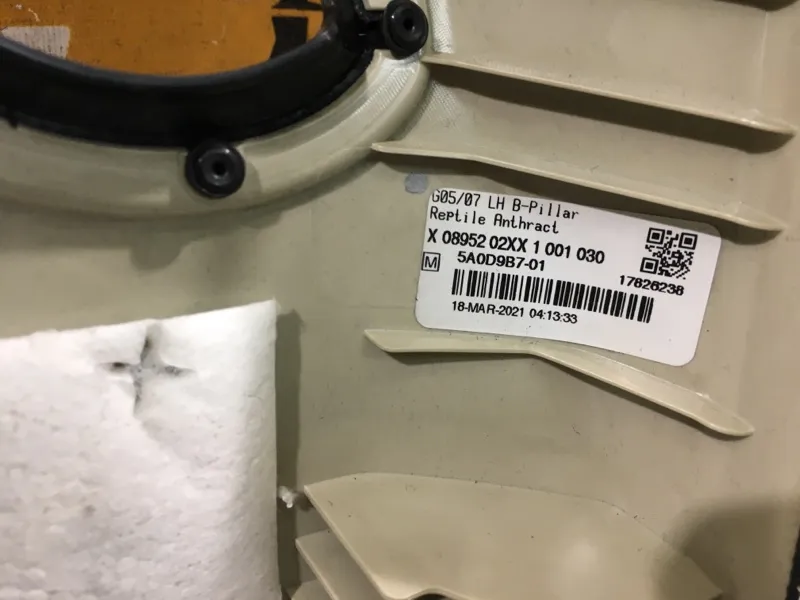 G05/07 LH B-Pillar
Reptile Anthract
X 08952 02XX 1 001 030
M 5A0D9B7-01
17626238
18-MAR-2021 04:13:33